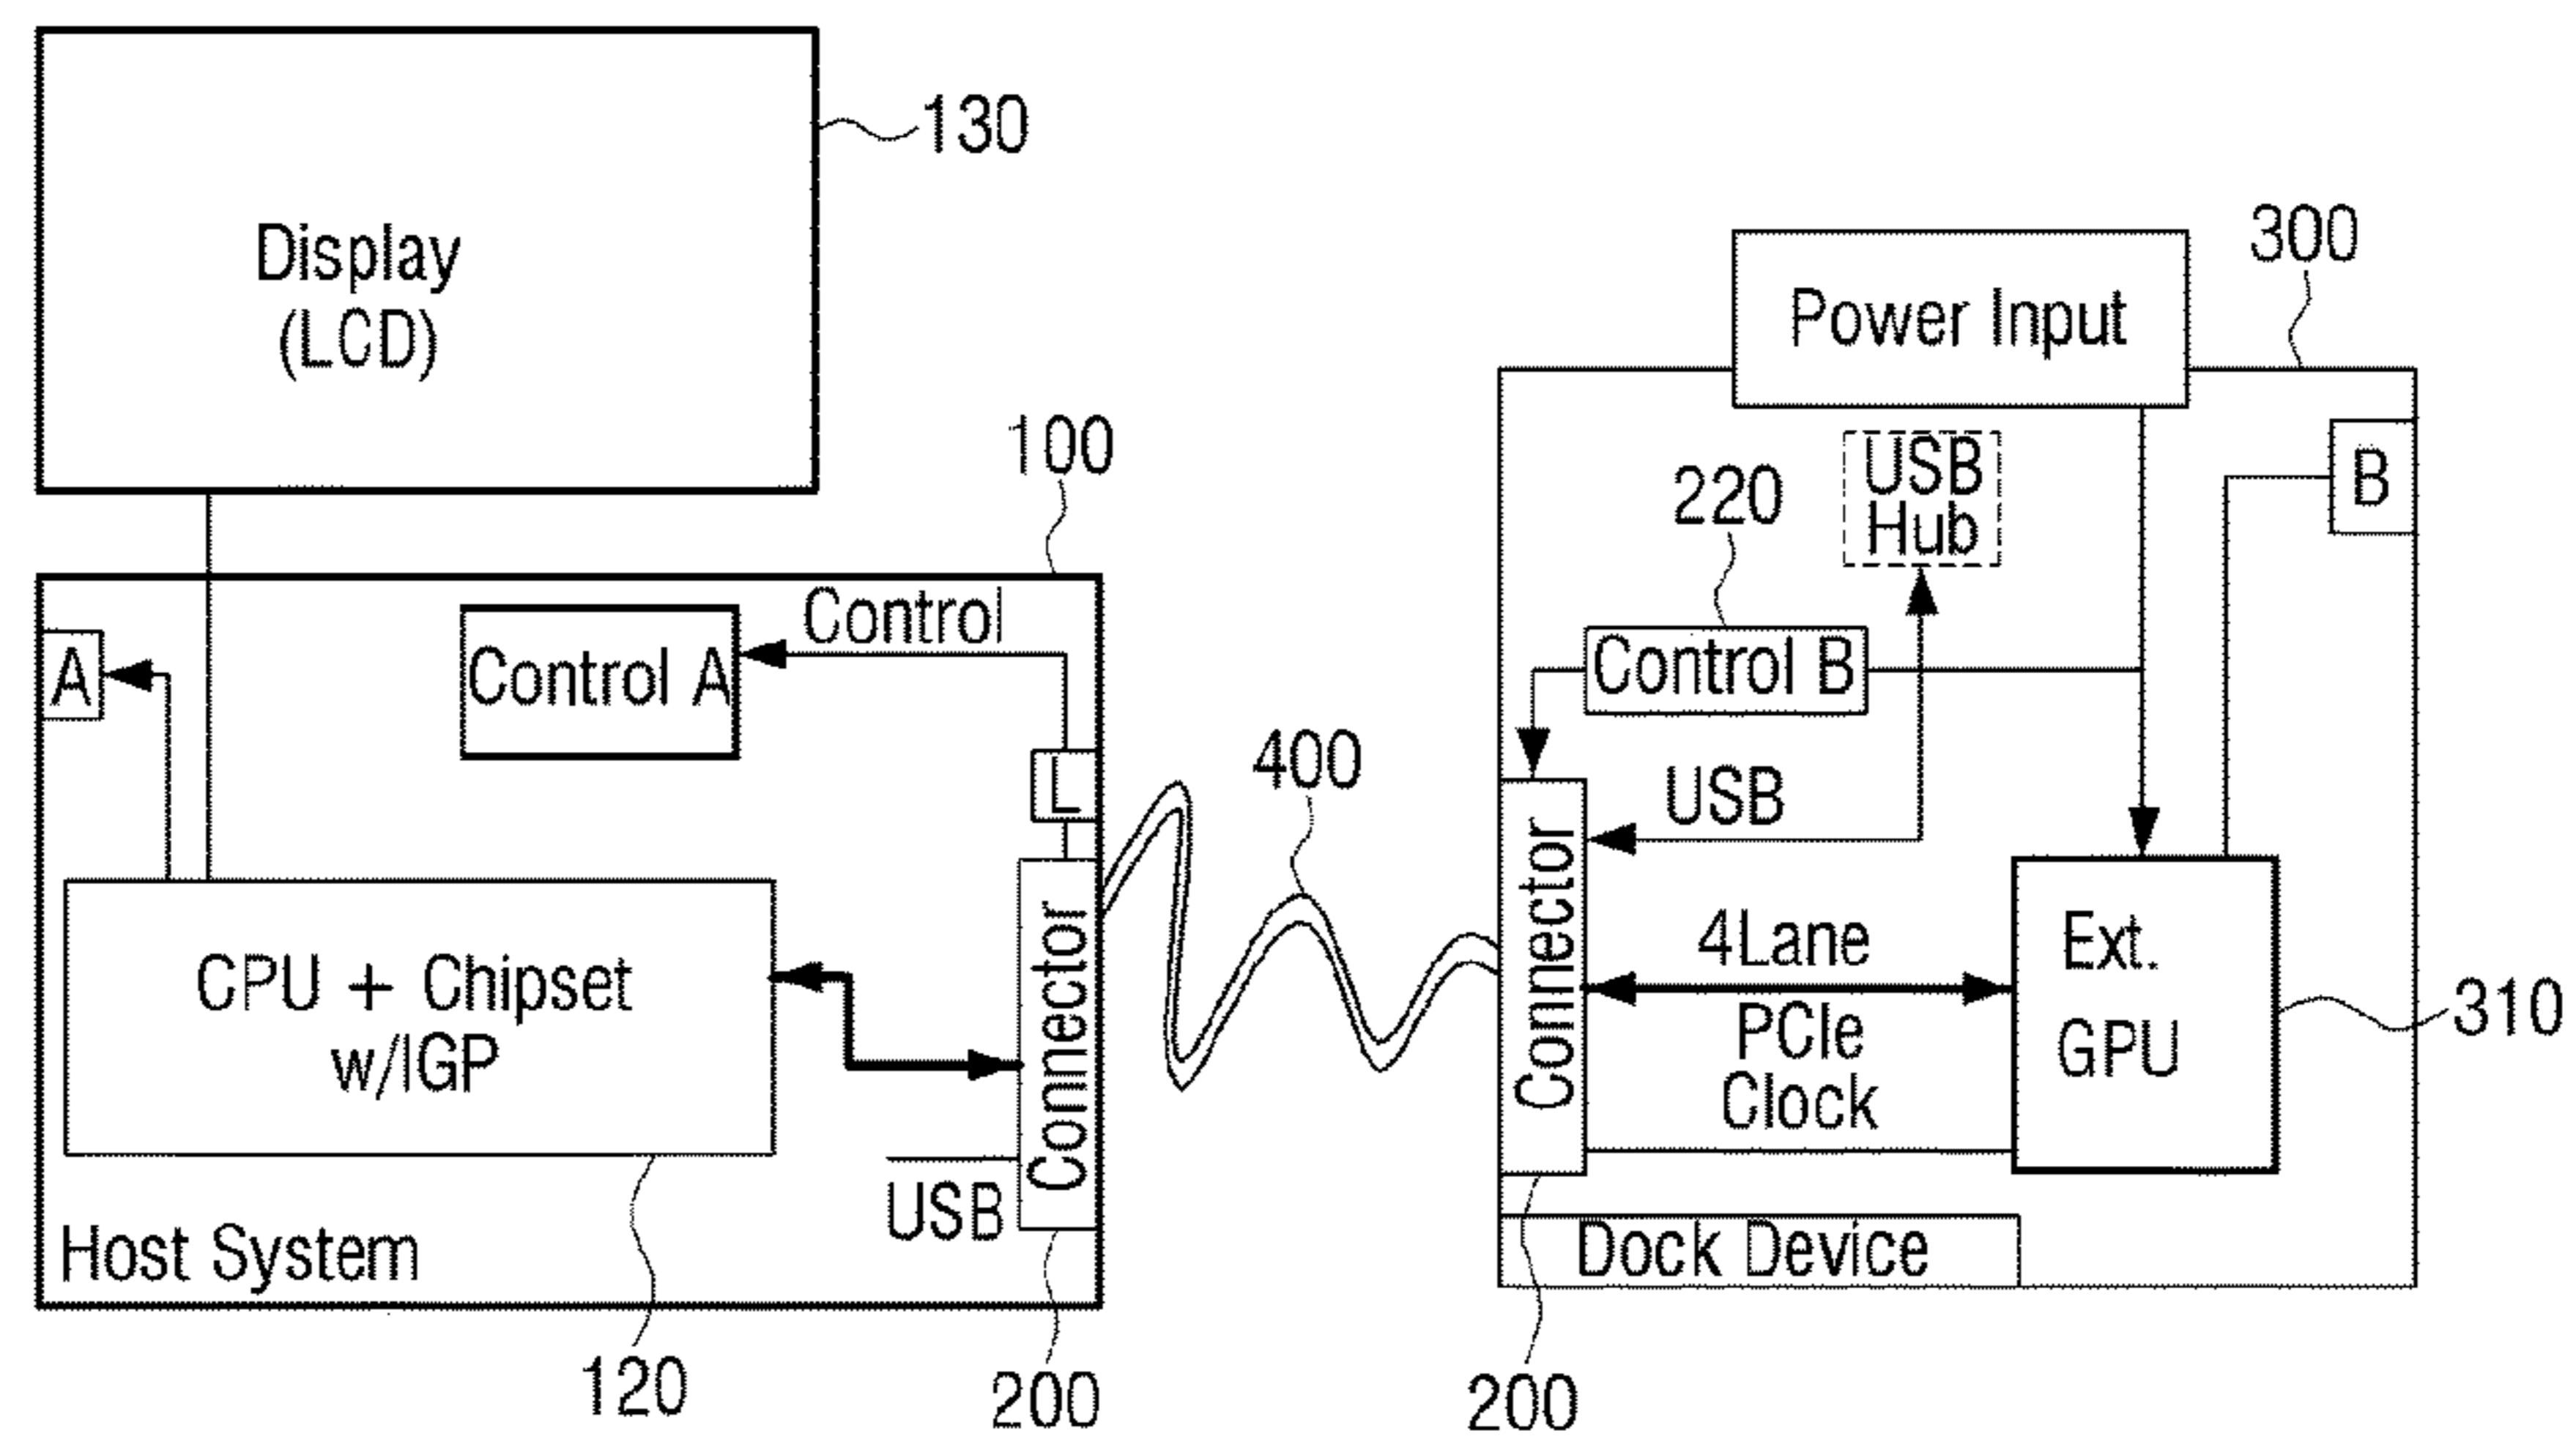 130
Display
(LCD)
100
Control
Control A
A
L
CPU + Chipset
w/IGP
Connector
USB
Host System
120
200
400
300
Power Input
USB
Hub
B
220
Control B
USB
Connector
4Lane
PCIe
Clock
Ext.
GPU
310
Dock Device
200